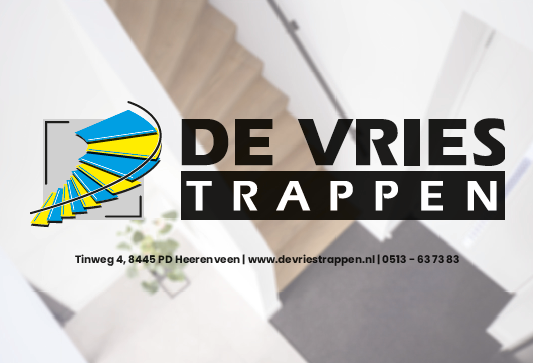 DE VRIES
TRAPPEN
Tinweg 4, 8445 PD Heerenveen | www.devriestrappen.nl | 0513 - 63 73 83